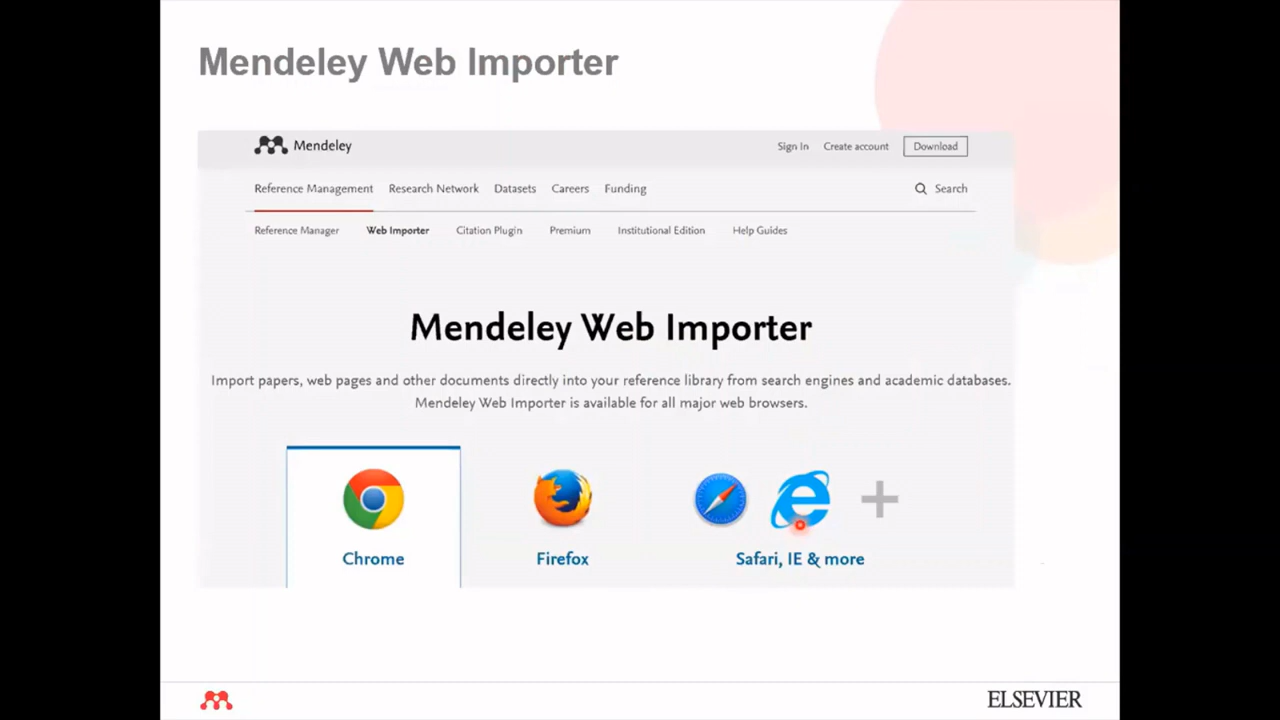 Mendeley Web Importer
Mendeley
Sign In Create account Download
Reference Management Research Network Datasets Careers Funding Search
Reference Manager Web Importer Citation Plugin Premium Institutional Edition Help Guides
Mendeley Web Importer
Import papers, web pages and other documents directly into your reference library from search engines and academic databases.
Mendeley Web Importer is available for all major web browsers.
Chrome Firefox Safari, IE & more
ELSEVIER